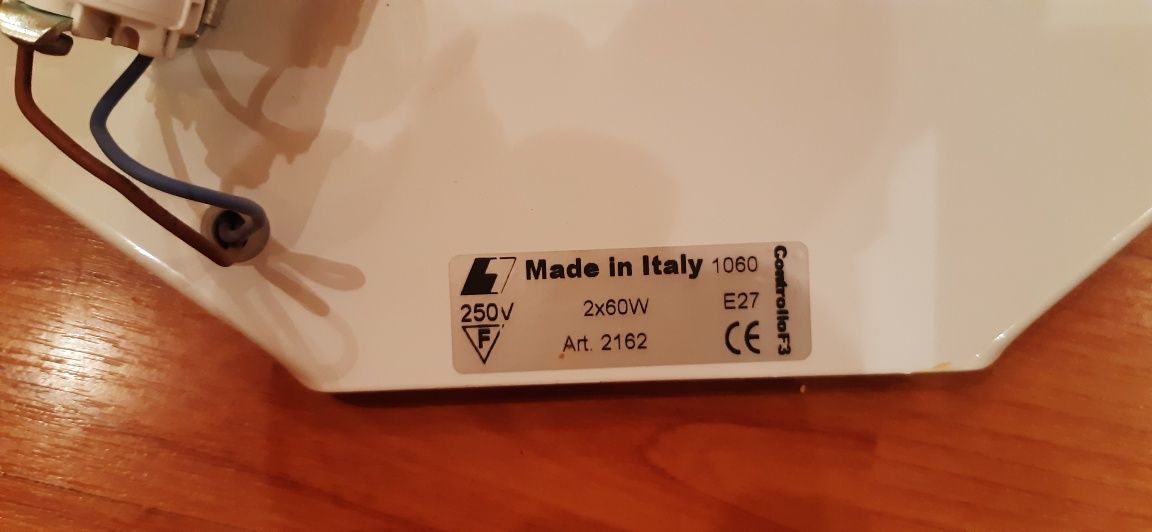 Made in Italy 1060
250V 2x60W E27
F Art. 2162 CE
ControlloF3